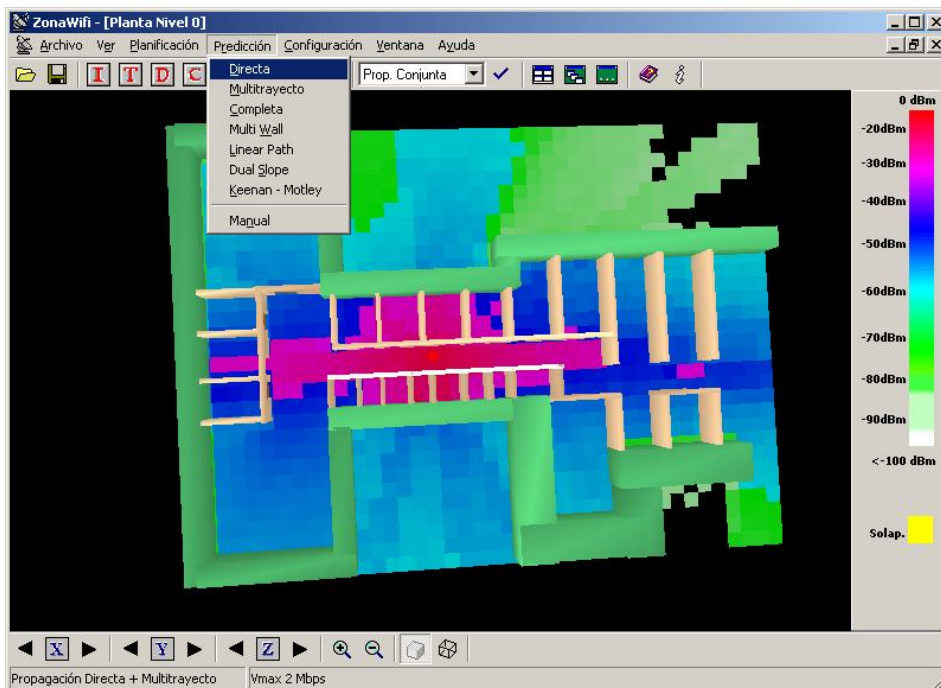 ZonaWifi - [Planta Nivel 0]
Archivo Ver Planificación Predicción Configuración Ventana Ayuda
I T D C Prop. Conjunta
Directa
Multitrayecto
Completa
Multi Wall
Linear Path
Dual Slope
Keenan - Motley
Manual
0 dBm
-20dBm
-30dBm
-40dBm
-50dBm
-60dBm
-70dBm
-80dBm
-90dBm
<-100 dBm
Solap.
X Y Z
Propagación Directa + Multitrayecto Vmax 2 Mbps